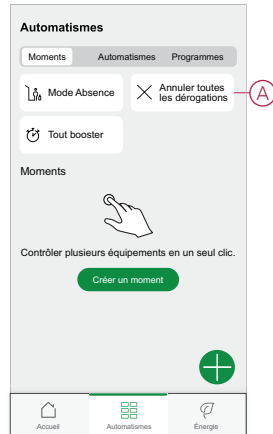 Automatismes
Moments
Automatismes
Programmes
Mode Absence
Annuler toutes
les dérogations
A
Tout booster
Moments
Contrôler plusieurs équipements en un seul clic.
Créer un moment
Accueil
Automatismes
Énergie